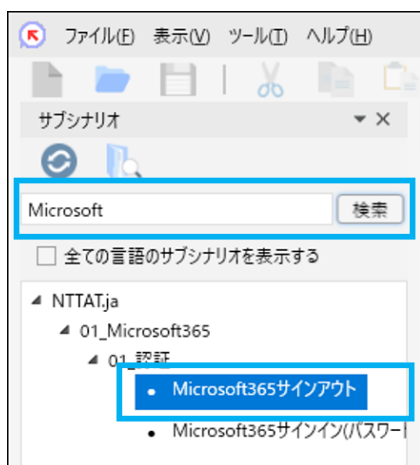 ファイル(F) 表示(V) ツール(T) ヘルプ(H)
サブシナリオ
Microsoft 検索
全ての言語のサブシナリオを表示する
NTTAT.ja
01_Microsoft365
01_認証
Microsoft365サインアウト
Microsoft365サインイン(パスワー